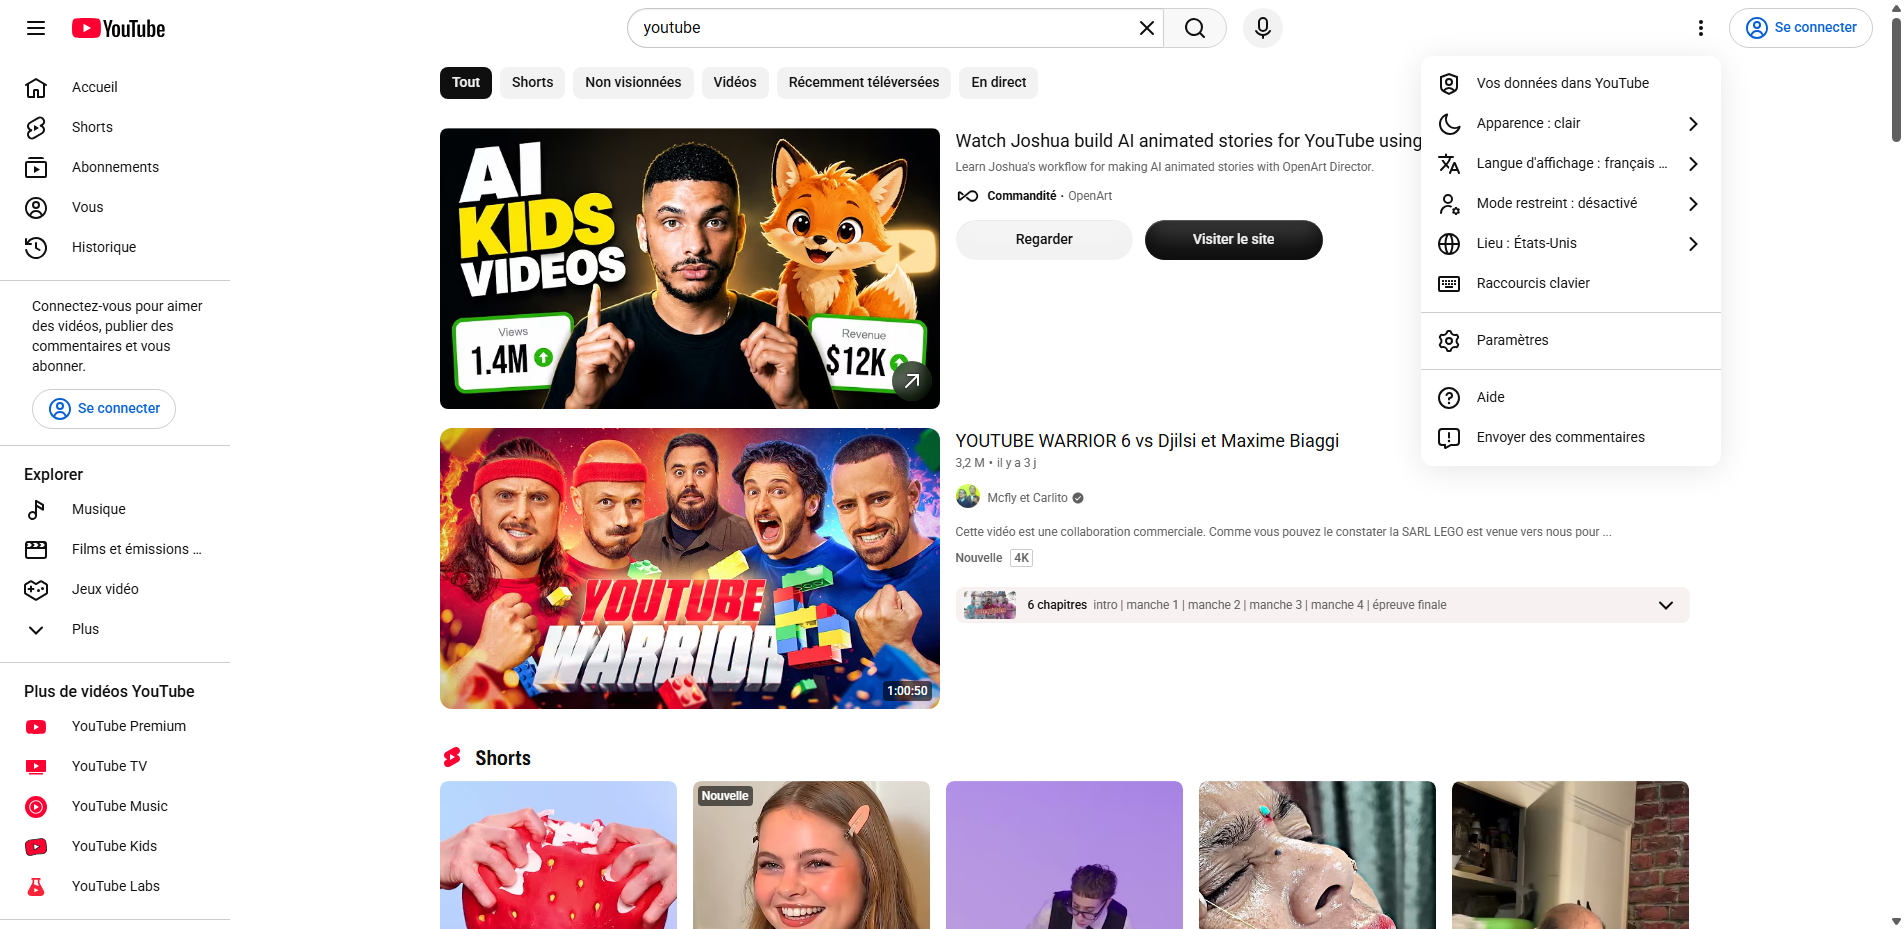 YouTube
youtube
Se connecter
Accueil
Shorts
Abonnements
Vous
Historique
Connectez-vous pour aimer
des vidéos, publier des
commentaires et vous
abonner.
Se connecter
Explorer
Musique
Films et émissions ...
Jeux vidéo
Plus
Plus de vidéos YouTube
YouTube Premium
YouTube TV
YouTube Music
YouTube Kids
YouTube Labs
Tout
Shorts
Non visionnées
Vidéos
Récemment téléversées
En direct
AI
KIDS
VIDEOS
Views
1.4M
Revenue
$12K
Watch Joshua build AI animated stories for YouTube using
Learn Joshua's workflow for making AI animated stories with OpenArt Director.
Commandité · OpenArt
Regarder
Visiter le site
YOUTUBE
WARRIOR 6
1:00:50
YOUTUBE WARRIOR 6 vs Djilsi et Maxime Biaggi
3,2 M • il y a 3 j
Mcfly et Carlito
Cette vidéo est une collaboration commerciale. Comme vous pouvez le constater la SARL LEGO est venue vers nous pour ...
Nouvelle
4K
6 chapitres intro | manche 1 | manche 2 | manche 3 | manche 4 | épreuve finale
Shorts
Nouvelle
Vos données dans YouTube
Apparence : clair
Langue d'affichage : français ...
Mode restreint : désactivé
Lieu : États-Unis
Raccourcis clavier
Paramètres
Aide
Envoyer des commentaires